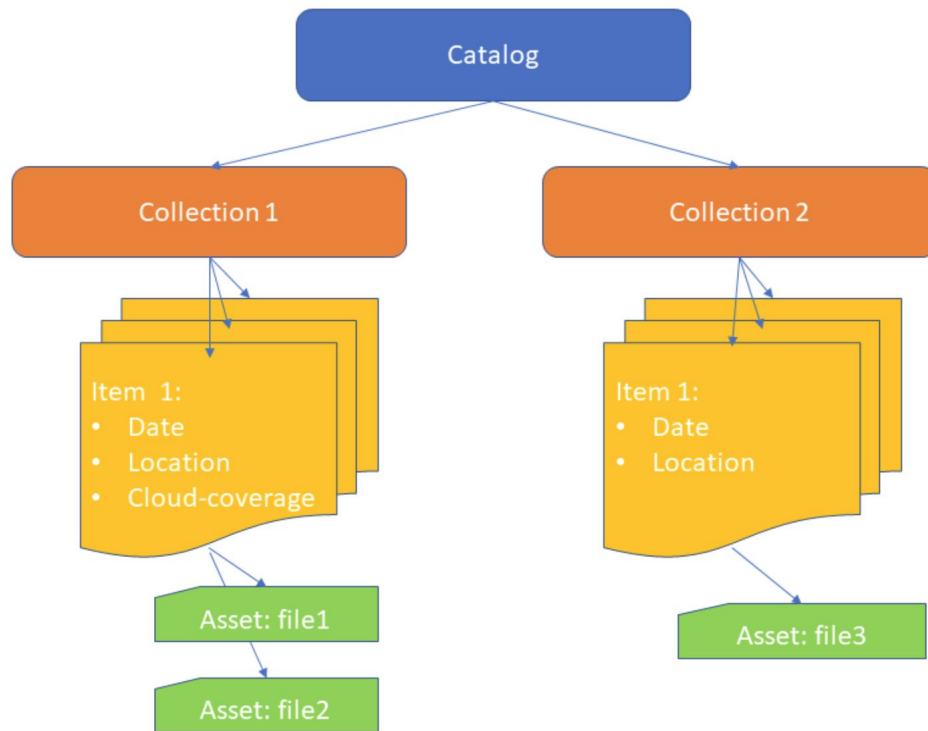 Catalog
Collection 1
Collection 2
Item  1:
• Date
• Location
• Cloud-coverage
Item 1:
• Date
• Location
Asset: file1
Asset: file2
Asset: file3